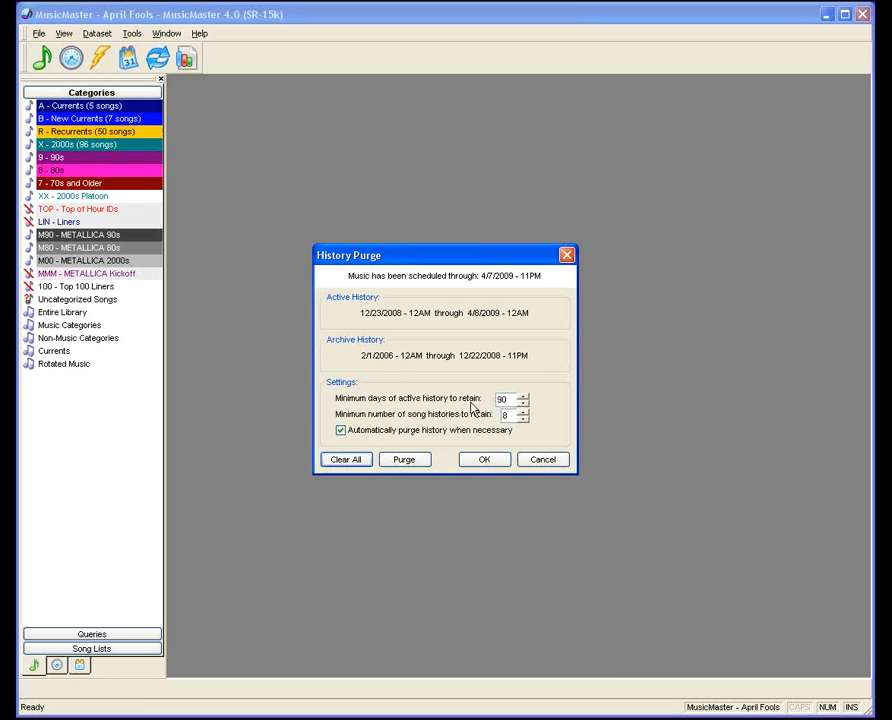 MusicMaster - April Fools - MusicMaster 4.0 (SR-15k)
File View Dataset Tools Window Help
31
Categories
A - Currents (5 songs)
B - New Currents (7 songs)
R - Recurrents (50 songs)
X - 2000s (96 songs)
9 - 90s
8 - 80s
7 - 70s and Older
XX - 2000s Platoon
TOP - Top of Hour IDs
LIN - Liners
M90 - METALLICA 90s
M80 - METALLICA 80s
M00 - METALLICA 2000s
MMM - METALLICA Kickoff
100 - Top 100 Liners
Uncategorized Songs
Entire Library
Music Categories
Non-Music Categories
Currents
Rotated Music
Queries
Song Lists
History Purge
Music has been scheduled through: 4/7/2009 - 11PM
Active History:
12/23/2008 - 12AM through 4/8/2009 - 12AM
Archive History:
2/1/2006 - 12AM through 12/22/2008 - 11PM
Settings:
Minimum days of active history to retain: 90
Minimum number of song histories to retain: 8
Automatically purge history when necessary
Clear All Purge OK Cancel
Ready MusicMaster - April Fools CAPS NUM INS